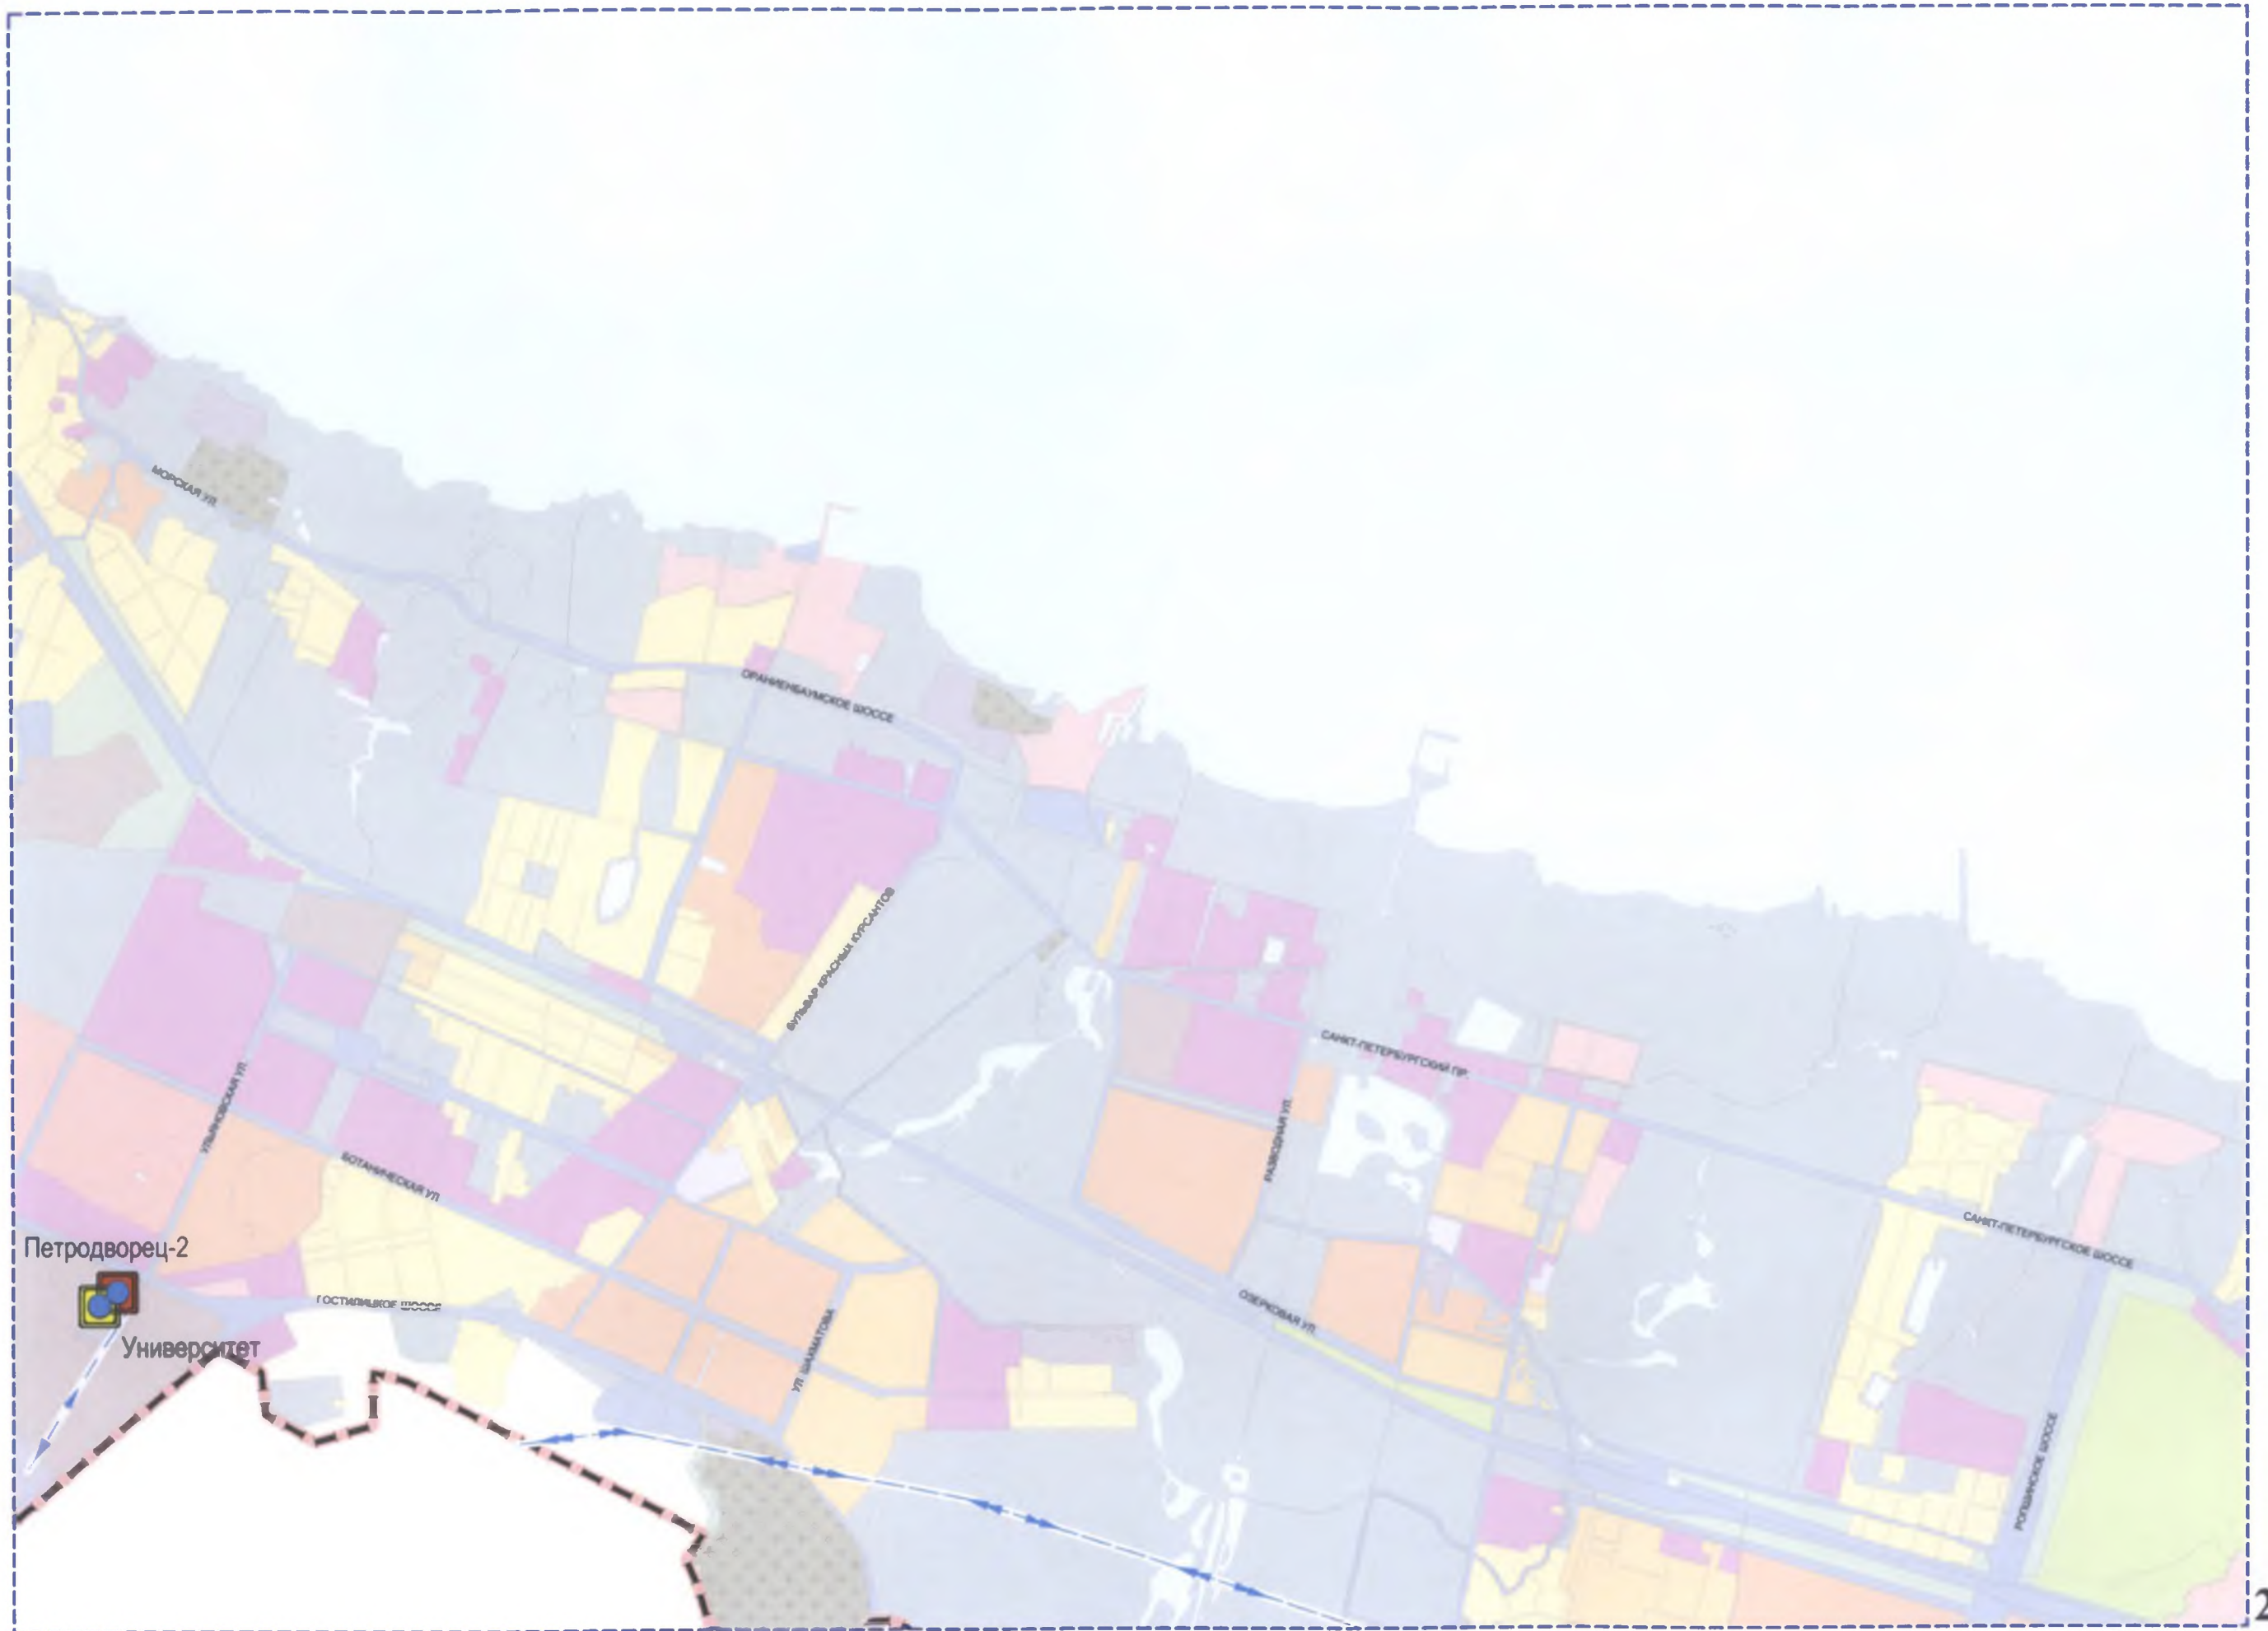 МОРСКАЯ УЛ.
ОРАНИЕНБАУМСКОЕ ШОССЕ
БУЛЬВАР КРАСНЫХ КУРСАНТОВ
САНКТ-ПЕТЕРБУРГСКИЙ ПР.
УЛЬЯНОВСКАЯ УЛ.
РАЗВОДНАЯ УЛ.
БОТАНИЧЕСКАЯ УЛ.
САНКТ-ПЕТЕРБУРГСКОЕ ШОССЕ
Петродворец-2
ГОСТИЛИЦКОЕ ШОССЕ
ОЗЕРКОВАЯ УЛ.
Университет
УЛ. ШАХМАТОВА
РОПШИНСКОЕ ШОССЕ
2